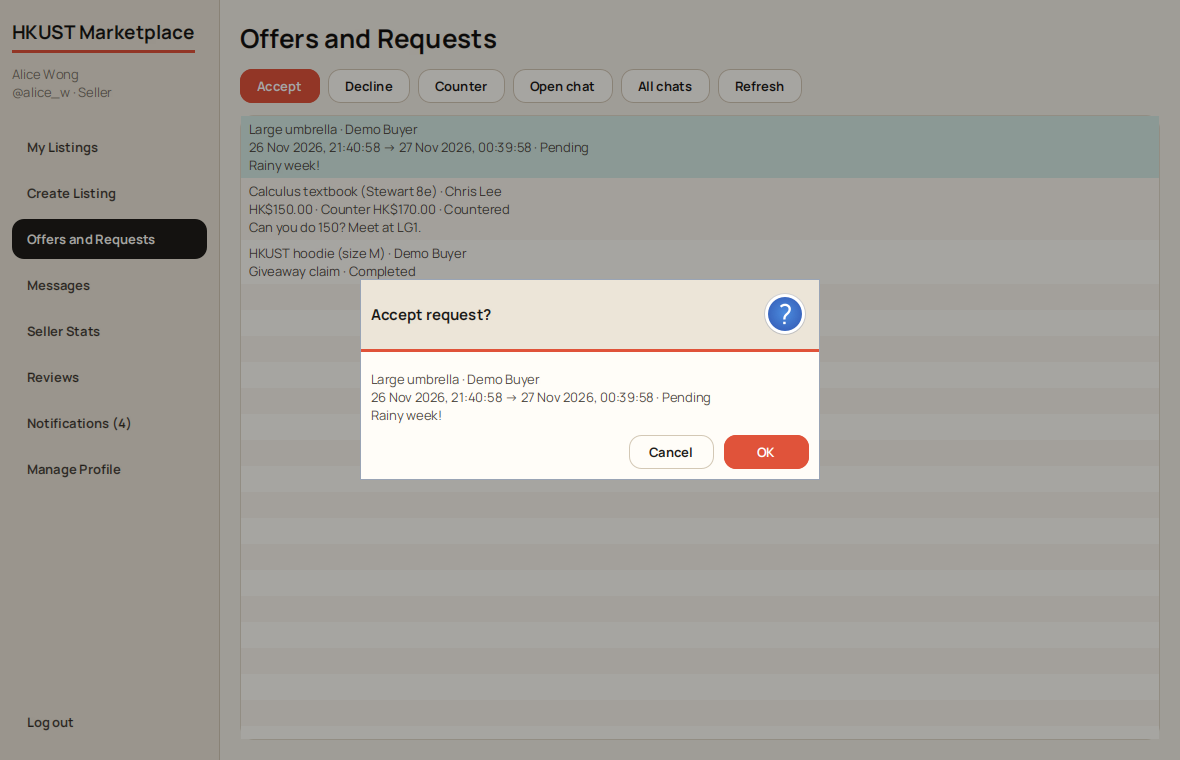 HKUST Marketplace
Alice Wong
@alice_w · Seller
My Listings
Create Listing
Offers and Requests
Messages
Seller Stats
Reviews
Notifications (4)
Manage Profile
Log out
Offers and Requests
Accept
Decline
Counter
Open chat
All chats
Refresh
Large umbrella · Demo Buyer
26 Nov 2026, 21:40:58 → 27 Nov 2026, 00:39:58 · Pending
Rainy week!
Calculus textbook (Stewart 8e) · Chris Lee
HK$150.00 · Counter HK$170.00 · Countered
Can you do 150? Meet at LG1.
HKUST hoodie (size M) · Demo Buyer
Giveaway claim · Completed
Accept request?
?
Large umbrella · Demo Buyer
26 Nov 2026, 21:40:58 → 27 Nov 2026, 00:39:58 · Pending
Rainy week!
Cancel
OK